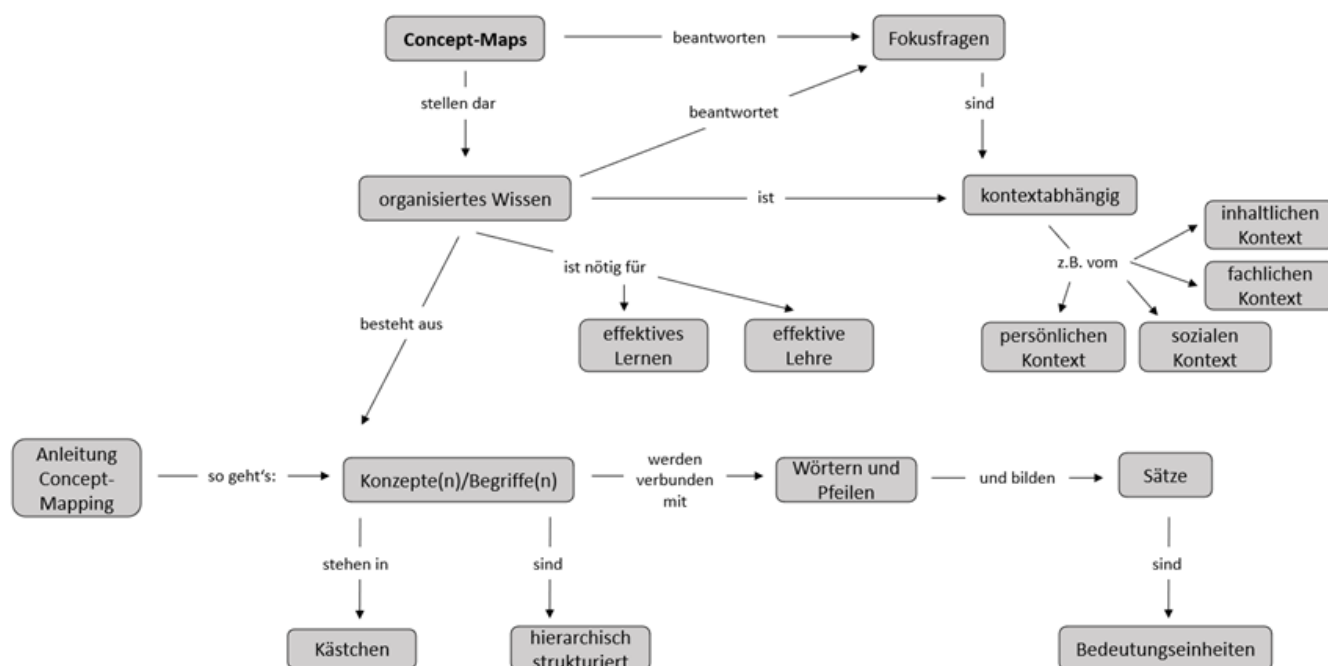 Concept-Maps
beantworten
Fokusfragen
stellen dar
beantwortet
sind
organisiertes Wissen
ist
kontextabhängig
inhaltlichen
Kontext
ist nötig für
z.B. vom
fachlichen
Kontext
besteht aus
effektives
Lernen
effektive
Lehre
persönlichen
Kontext
sozialen
Kontext
Anleitung
Concept-
Mapping
so geht's:
Konzepte(n)/Begriffe(n)
werden
verbunden
mit
Wörtern und
Pfeilen
und bilden
Sätze
stehen in
sind
sind
Kästchen
hierarchisch
strukturiert
Bedeutungseinheiten